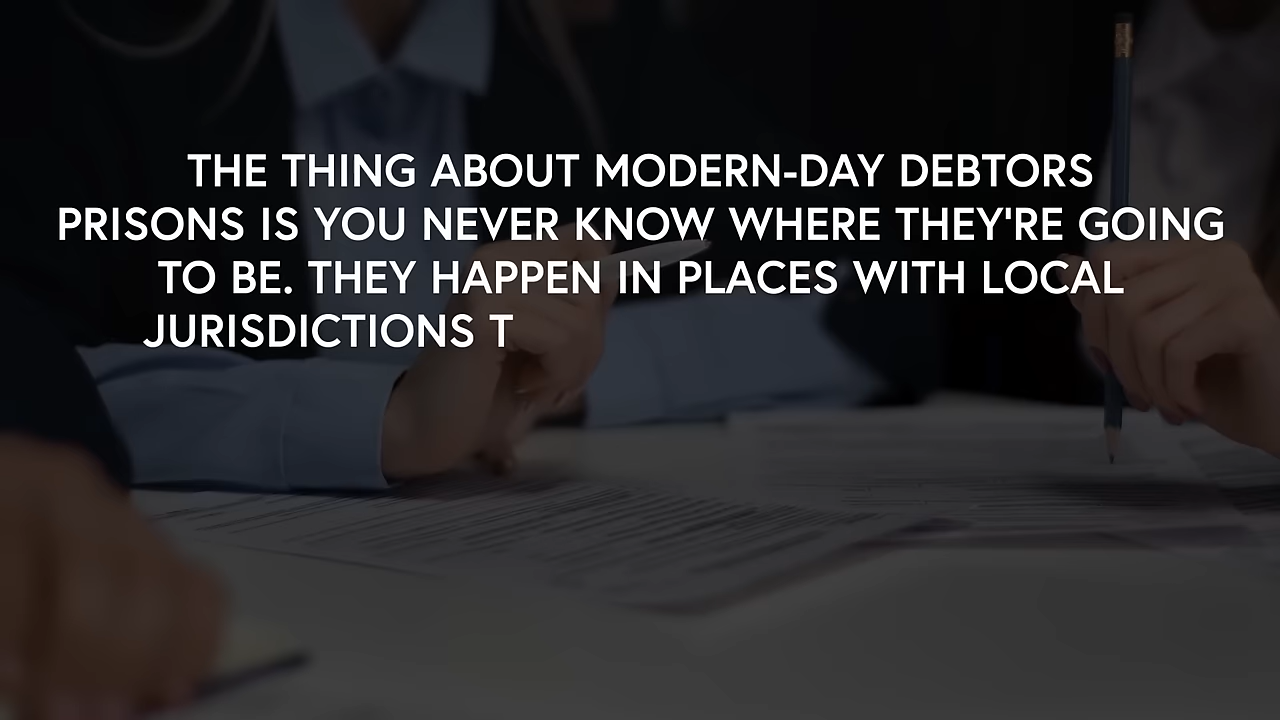 THE THING ABOUT MODERN-DAY DEBTORS
PRISONS IS YOU NEVER KNOW WHERE THEY'RE GOING
TO BE. THEY HAPPEN IN PLACES WITH LOCAL
JURISDICTIONS T